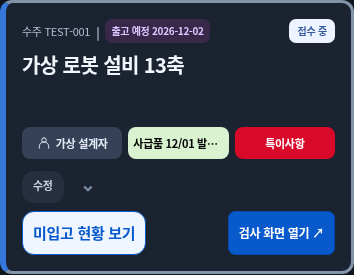 수주 TEST-001 | 출고 예정 2026-12-02 접수 중
가상 로봇 설비 13축
가상 설계자 사급품 12/01 발… 특이사항
수정
미입고 현황 보기 검사 화면 열기 ↗